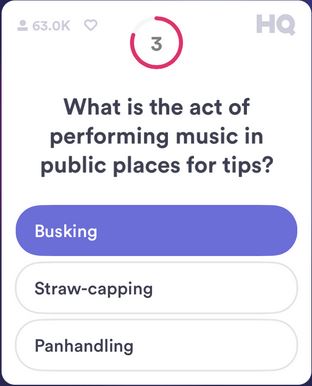 63.0K
HQ
3
What is the act of
performing music in
public places for tips?
Busking
Straw-capping
Panhandling